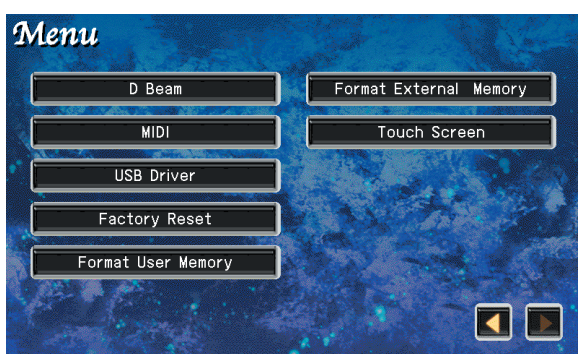 Menu
D Beam
MIDI
USB Driver
Factory Reset
Format User Memory
Format External Memory
Touch Screen